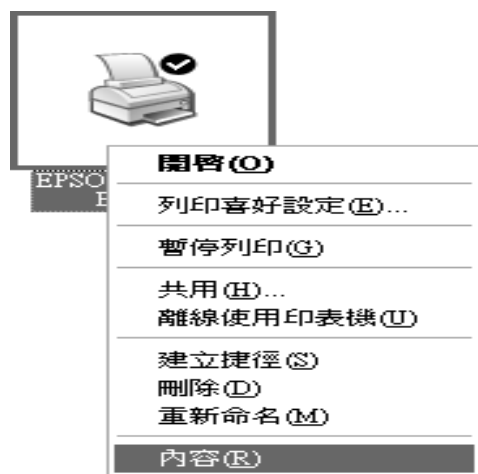 EPSO
開啓(O)
列印喜好設定(E)...
暫停列印(G)
共用(H)...
離線使用印表機(U)
建立捷徑(S)
刪除(D)
重新命名(M)
內容(R)